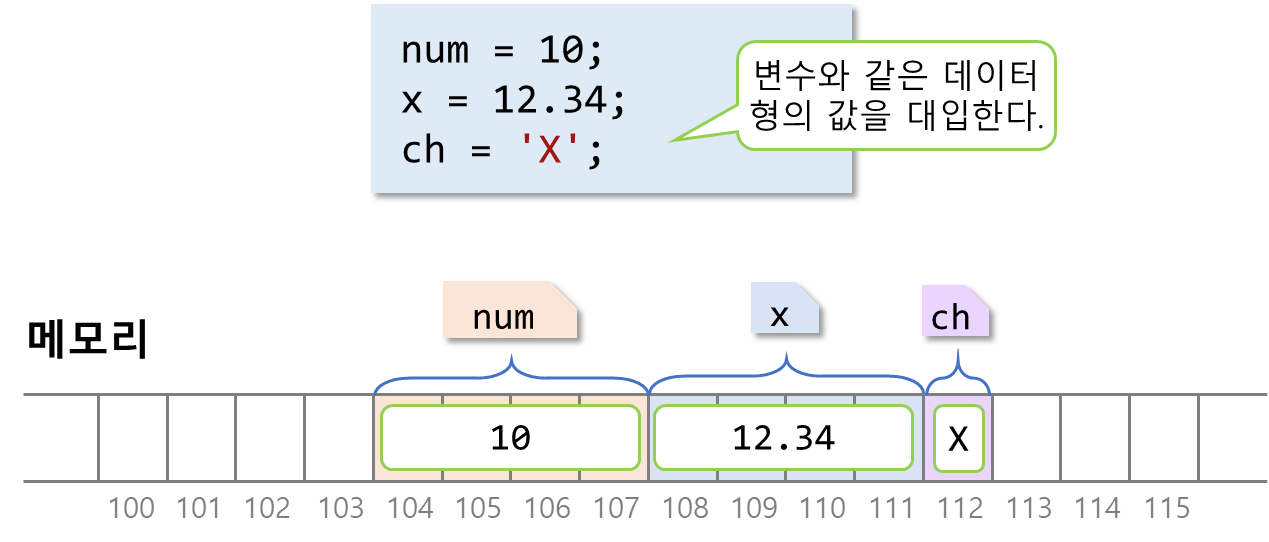 num = 10;
x = 12.34;
ch = 'X';
변수와 같은 데이터
형의 값을 대입한다.
num
x
ch
메모리
10
12.34
X
100 101 102 103 104 105 106 107 108 109 110 111 112 113 114 115